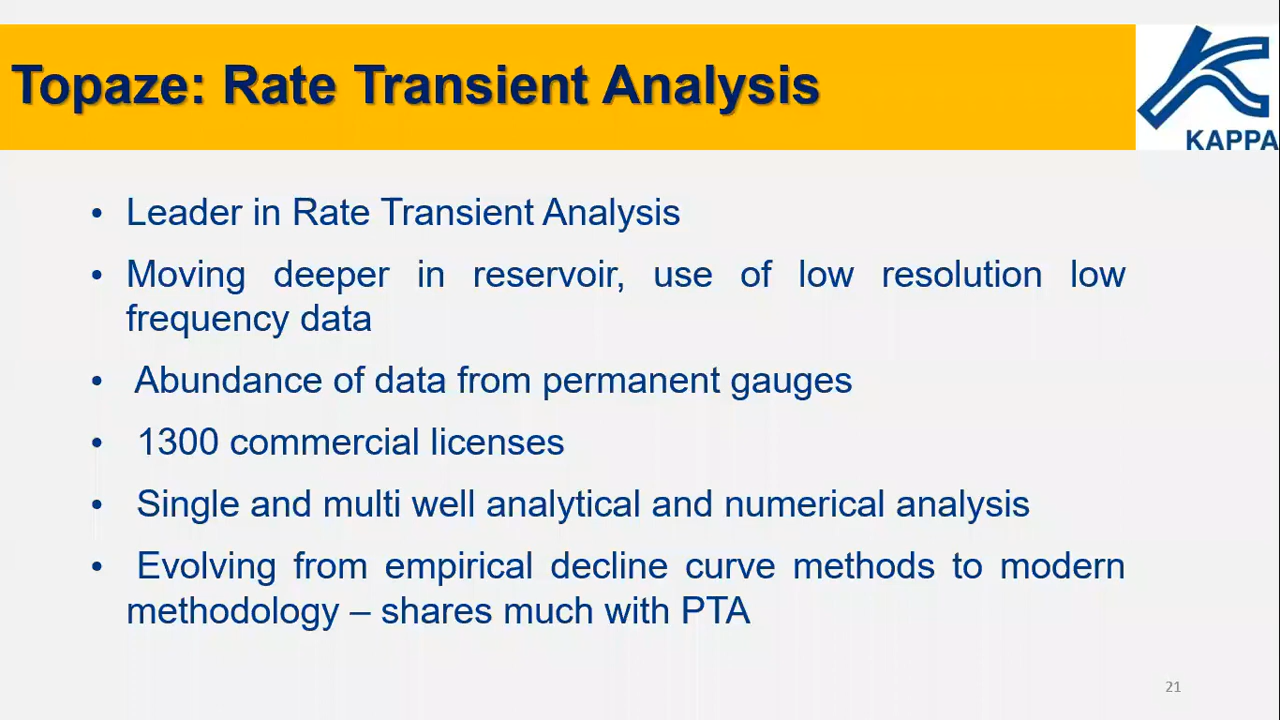 Topaze: Rate Transient Analysis
KAPPA
• Leader in Rate Transient Analysis
• Moving deeper in reservoir, use of low resolution low
frequency data
• Abundance of data from permanent gauges
• 1300 commercial licenses
• Single and multi well analytical and numerical analysis
• Evolving from empirical decline curve methods to modern
methodology – shares much with PTA
21